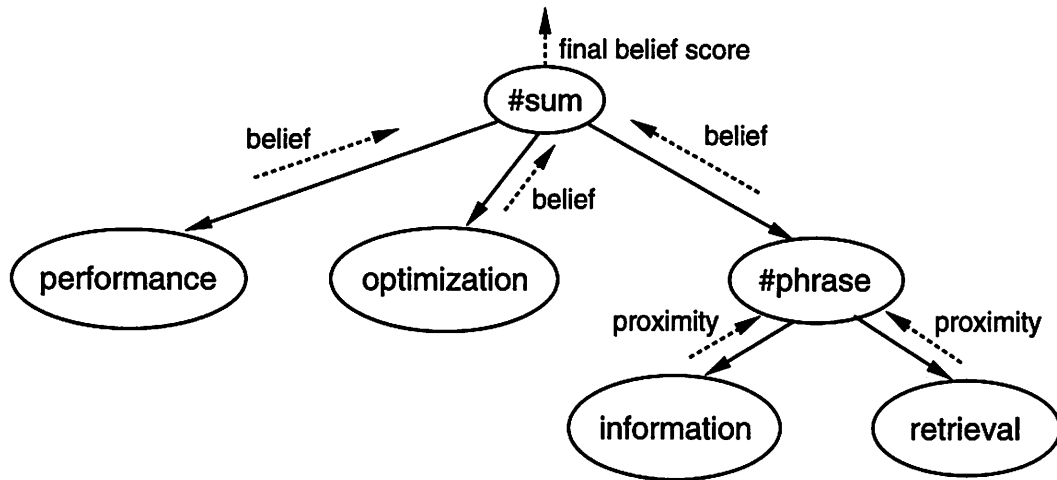 final belief score
#sum
belief
belief
belief
performance
optimization
#phrase
proximity
proximity
information
retrieval